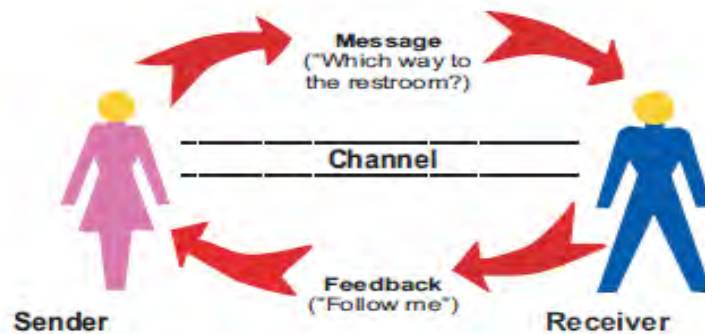 Message
("Which way to
the restroom?)
Channel
Feedback
("Follow me")
Sender
Receiver